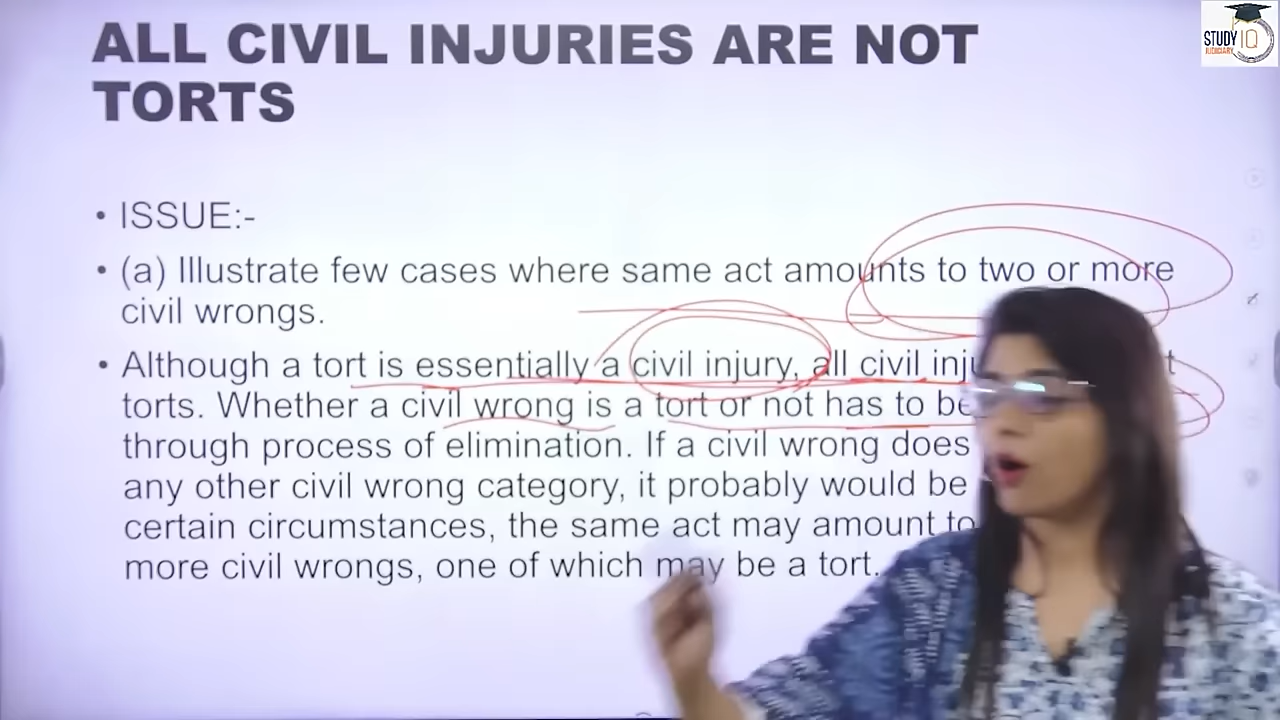 ALL CIVIL INJURIES ARE NOT
TORTS
STUDY IQ
JUDICIARY
• ISSUE:-
• (a) Illustrate few cases where same act amounts to two or more
civil wrongs.
• Although a tort is essentially a civil injury, all civil
torts. Whether a civil wrong is a tort or not has to
through process of elimination. If a civil wrong does
any other civil wrong category, it probably would be
certain circumstances, the same act may amount to
more civil wrongs, one of which may be a tort.